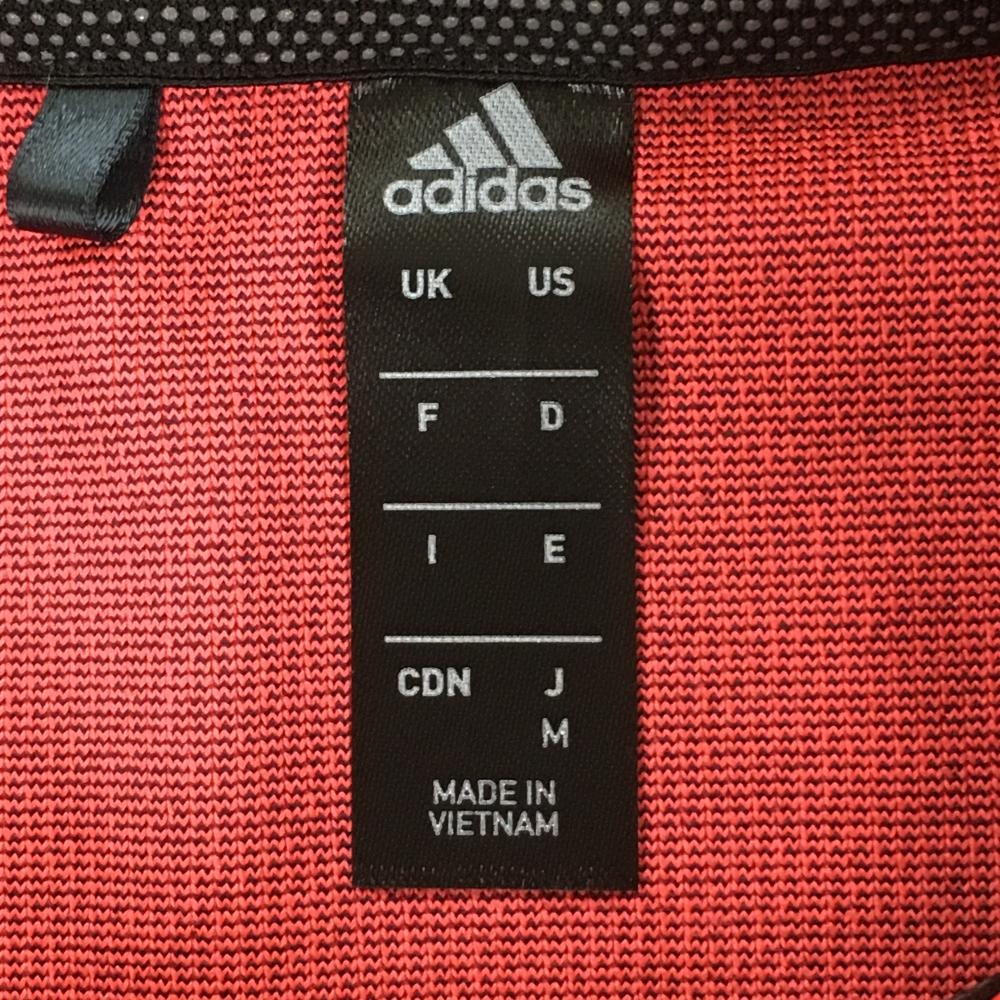 adidas
UK US
F D
I E
CDN J
M
MADE IN
VIETNAM